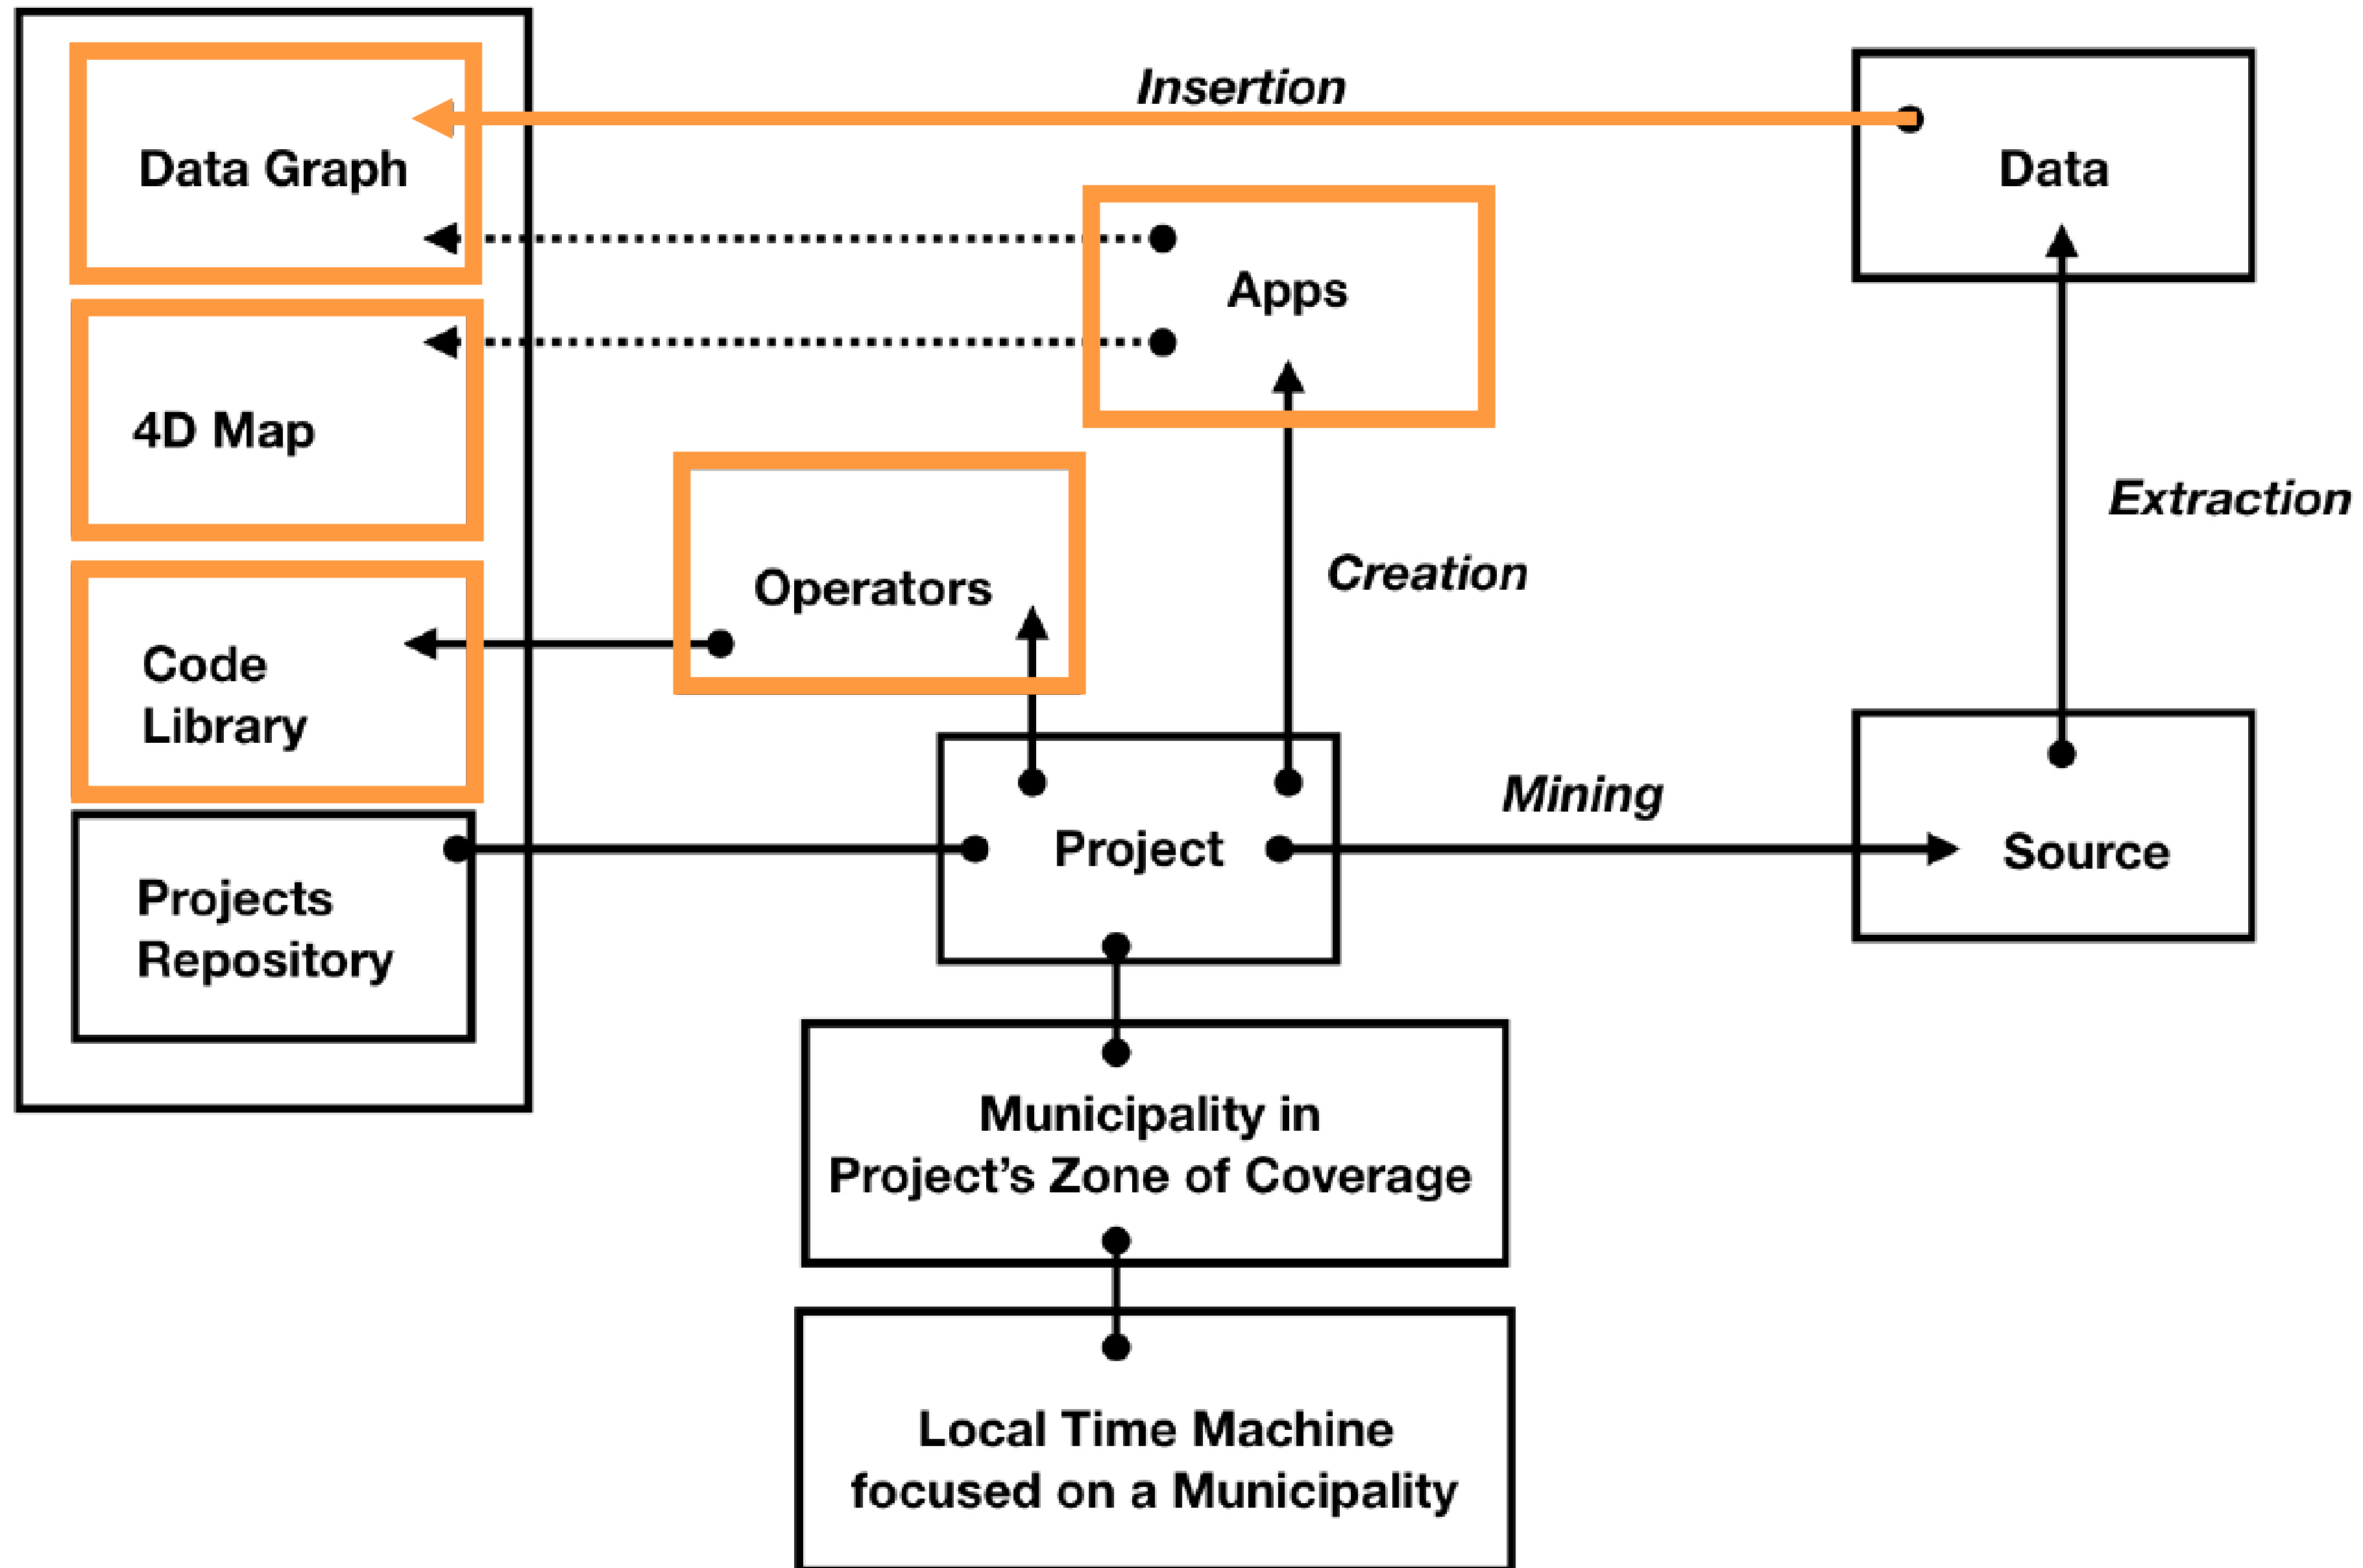 Insertion
Data Graph
Data
Apps
4D Map
Extraction
Operators
Creation
Code
Library
Mining
Project
Source
Projects
Repository
Municipality in
Project's Zone of Coverage
Local Time Machine
focused on a Municipality